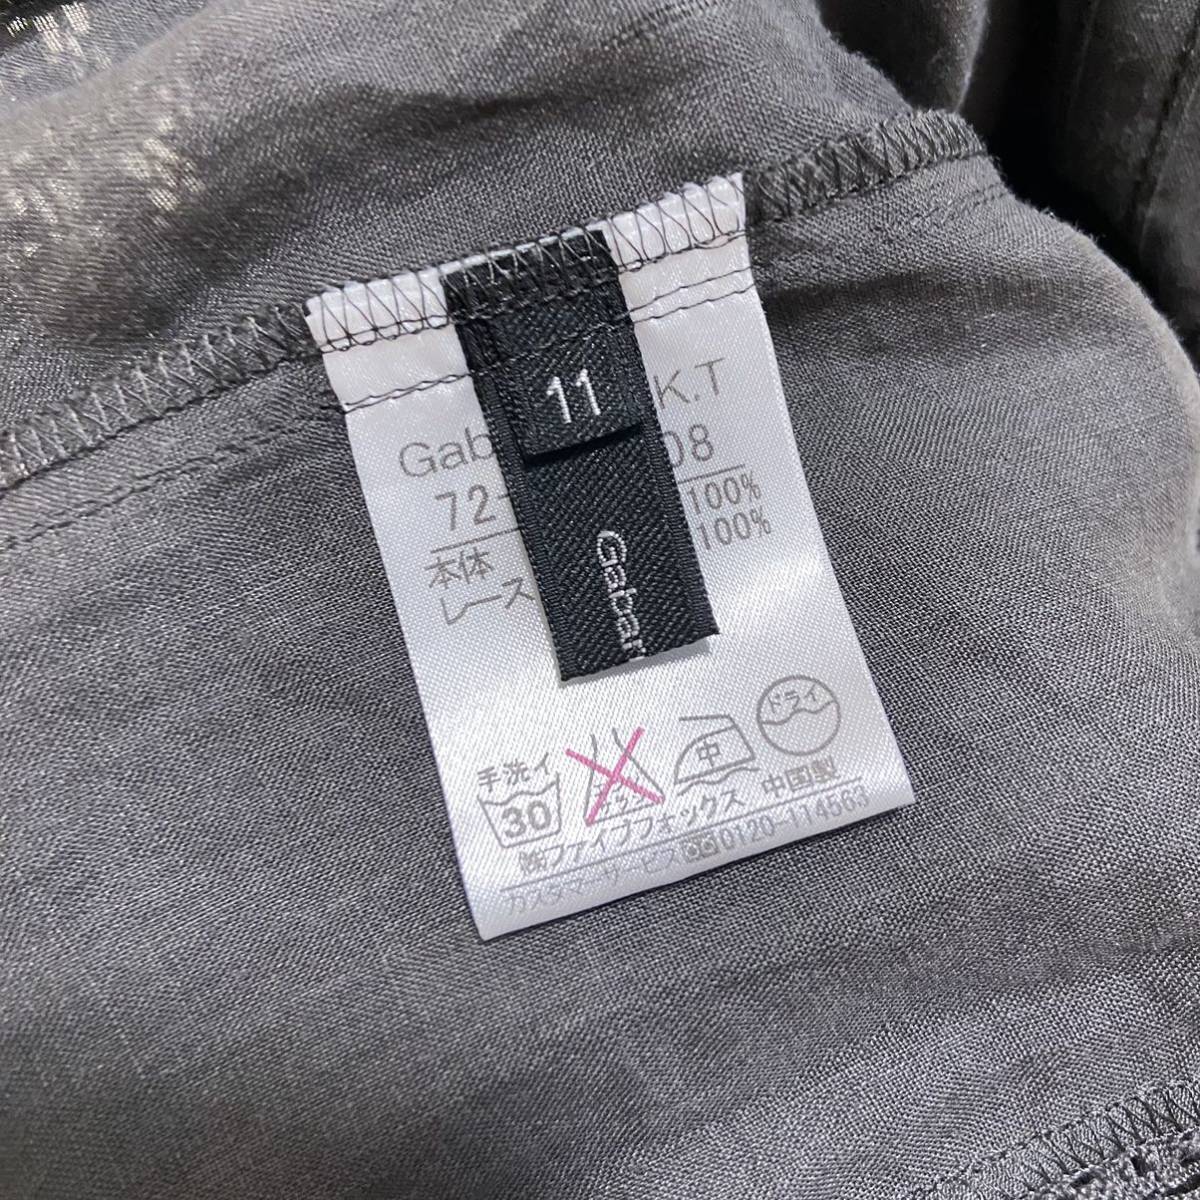 11
K.T
Gab
08
72
本体 100%
レース 100%
Gabar
手洗イ
30
中
ドライ
㈱ファイブフォックス 中国製
カスタマーサービス 0120-114563